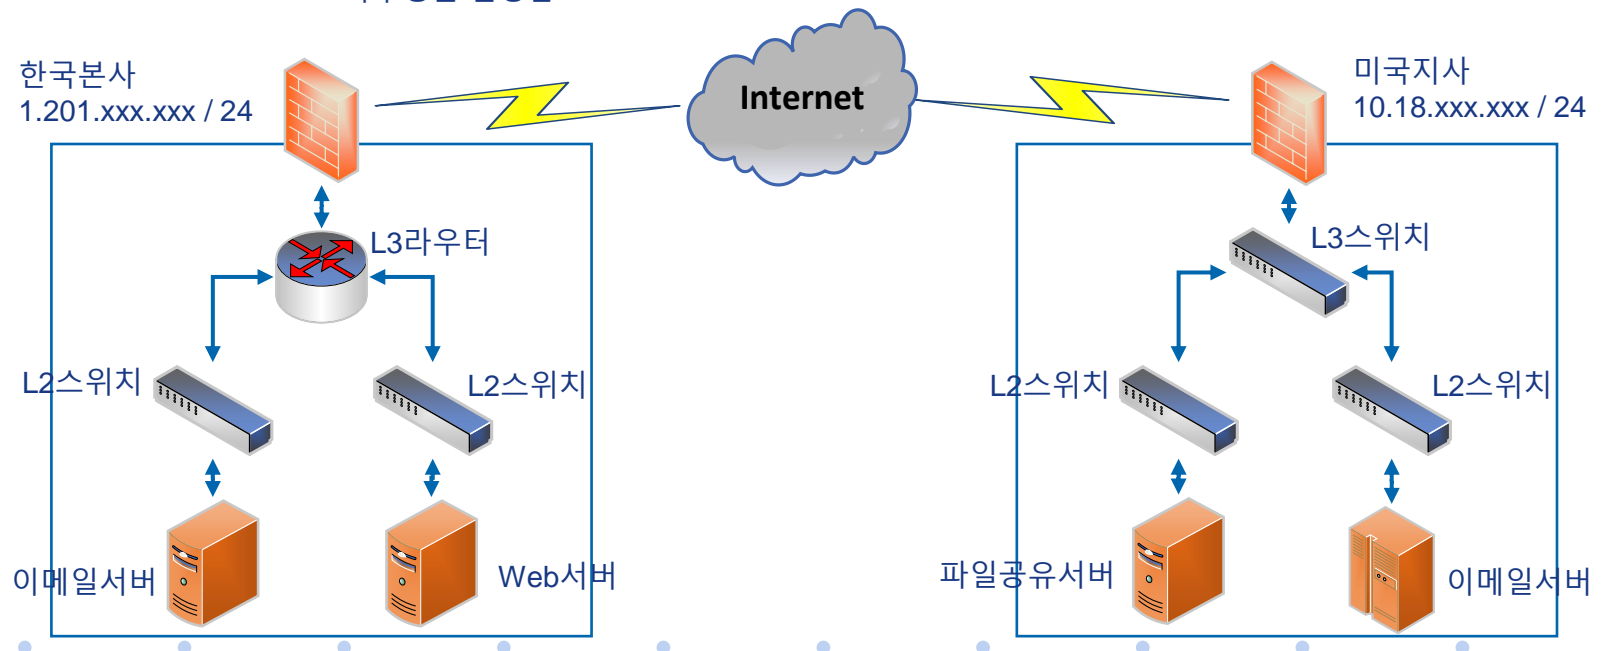 한국본사
1.201.xxx.xxx / 24
Internet
미국지사
10.18.xxx.xxx / 24
L3라우터
L3스위치
L2스위치
L2스위치
L2스위치
L2스위치
이메일서버
Web서버
파일공유서버
이메일서버